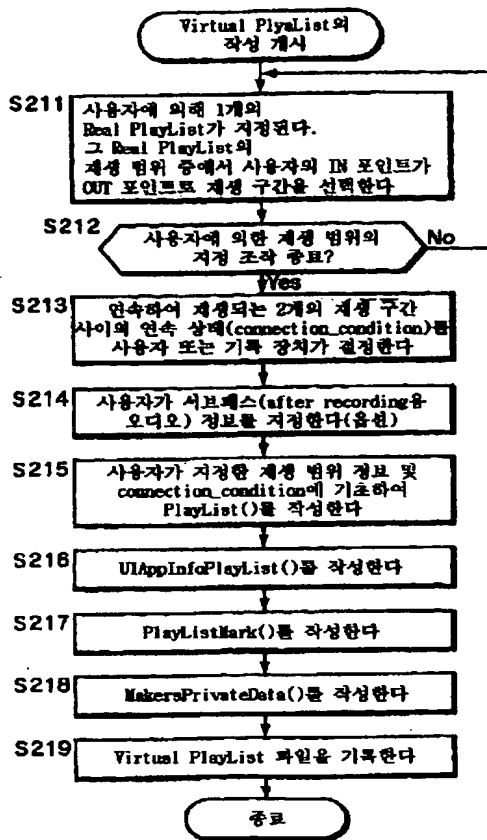 Virtual PlyaList의
작성 개시
S211
사용자에 의해 1개의
Real PlayList가 지정된다.
그 Real PlayList의
재생 범위 중에서 사용자의 IN 포인트가
OUT 포인트로 재생 구간을 선택한다
S212
사용자에 의한 재생 범위의
지정 조작 종료?
No
Yes
S213
연속하여 재생되는 2개의 재생 구간
사이의 연속 상태(connection_condition)를
사용자 또는 기록 장치가 결정한다
S214
사용자가 서브패스(after recording용
오디오) 정보를 지정한다(옵션)
S215
사용자가 지정한 재생 범위 정보 및
connection_condition에 기초하여
PlayList()를 작성한다
S216
UIAppInfoPlayList()를 작성한다
S217
PlayListMark()를 작성한다
S218
MakersPrivateData()를 작성한다
S219
Virtual PlayList 파일을 기록한다
종료